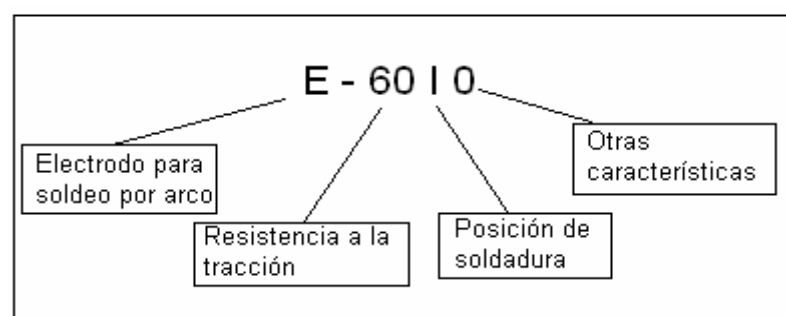 E - 60 I 0
Electrodo para
soldeo por arco
Resistencia a la
tracción
Posición de
soldadura
Otras
características